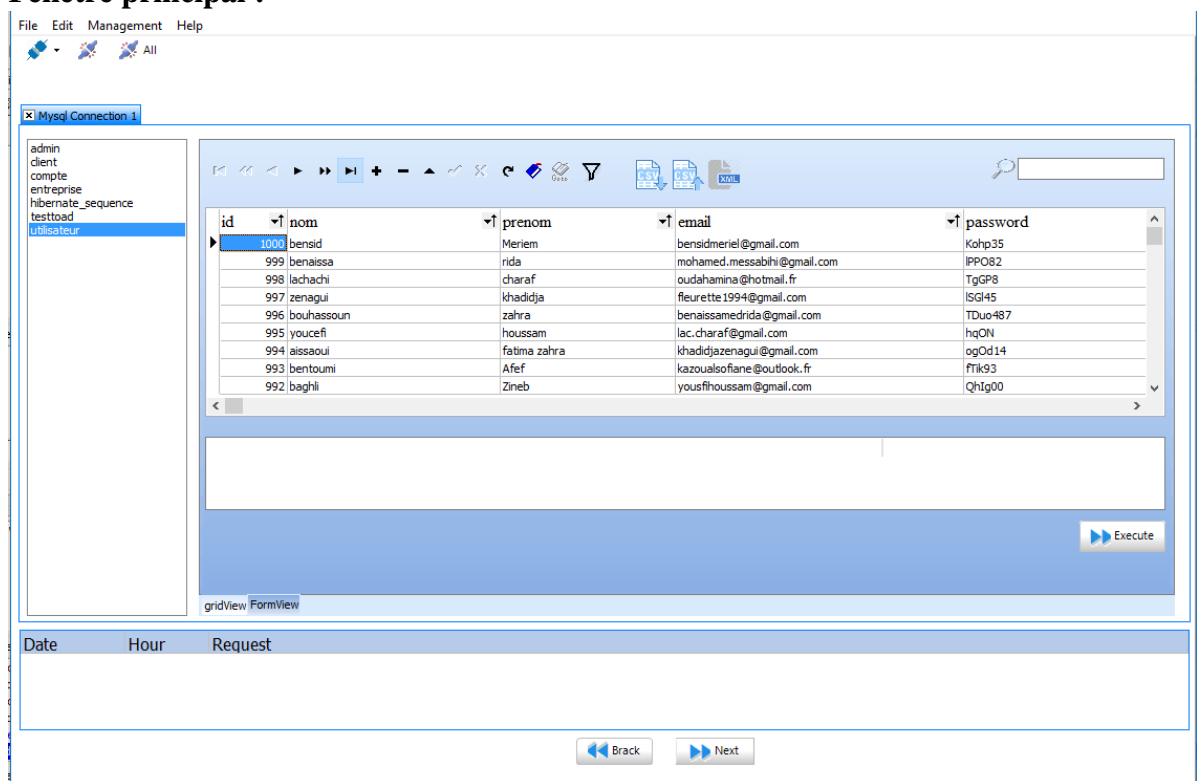 Fenêtre principal :
File Edit Management Help
All
Mysql Connection 1
admin
client
compte
entreprise
hibernate_sequence
testtoad
utilisateur
CSV CSV XML
id nom prenom email password
1000 bensid Meriem bensidmeriel@gmail.com Kohp35
999 benaissa rida mohamed.messabihi@gmail.com lPPO82
998 lachachi charaf oudahamina@hotmail.fr TgGP8
997 zenagui khadidja fleurette1994@gmail.com lSGl45
996 bouhassoun zahra benaissamedrida@gmail.com TDuo487
995 youcefi houssam lac.charaf@gmail.com hqON
994 aissaoui fatima zahra khadidjazenagui@gmail.com ogOd14
993 bentoumi Afef kazoualsofiane@outlook.fr fTik93
992 baghli Zineb yousfihoussam@gmail.com QhIg00
Execute
gridView FormView
Date Hour Request
Brack Next